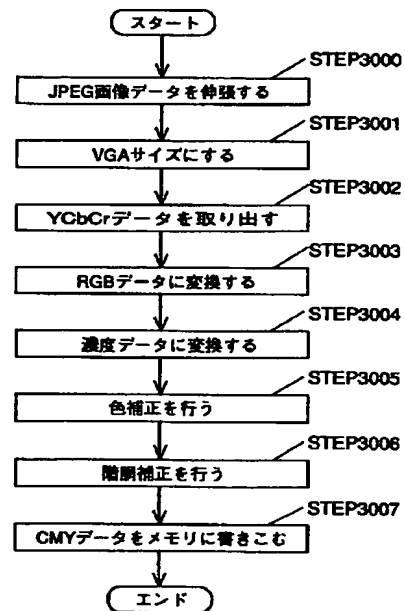 スタート
STEP3000
JPEG画像データを伸張する
STEP3001
VGAサイズにする
STEP3002
YCbCrデータを取り出す
STEP3003
RGBデータに変換する
STEP3004
濃度データに変換する
STEP3005
色補正を行う
STEP3006
階調補正を行う
STEP3007
CMYデータをメモリに書きこむ
エンド